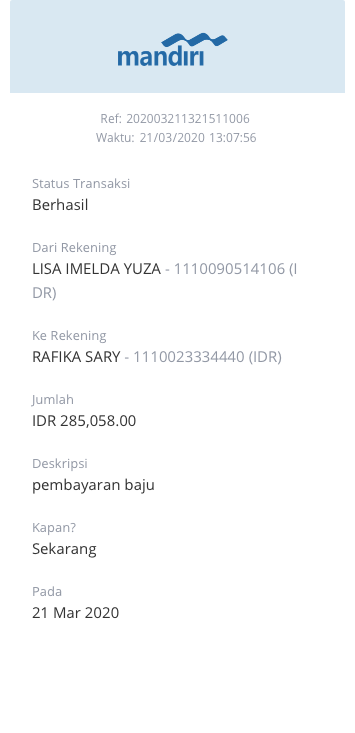 mandiri
Ref: 202003211321511006
Waktu: 21/03/2020 13:07:56
Status Transaksi
Berhasil
Dari Rekening
LISA IMELDA YUZA - 1110090514106 (I
DR)
Ke Rekening
RAFIKA SARY - 1110023334440 (IDR)
Jumlah
IDR 285,058.00
Deskripsi
pembayaran baju
Kapan?
Sekarang
Pada
21 Mar 2020